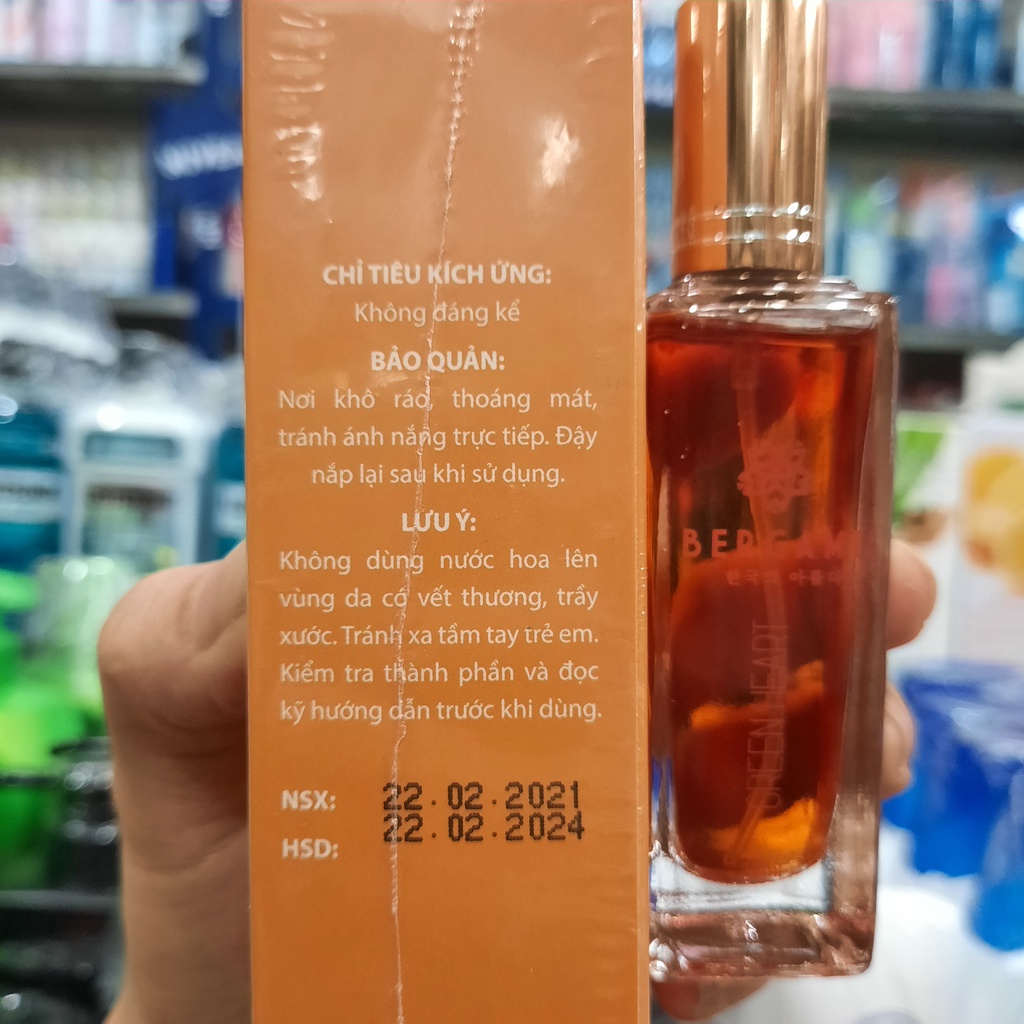 CHỈ TIÊU KÍCH ỨNG:
Không đáng kể
BẢO QUẢN:
Nơi khô ráo, thoáng mát,
tránh ánh nắng trực tiếp. Đậy
nắp lại sau khi sử dụng.
LƯU Ý:
Không dùng nước hoa lên
vùng da có vết thương, trầy
xước. Tránh xa tầm tay trẻ em.
Kiểm tra thành phần và đọc
kỹ hướng dẫn trước khi dùng.
NSX: 22.02.2021
HSD: 22.02.2024
GREEN HEART